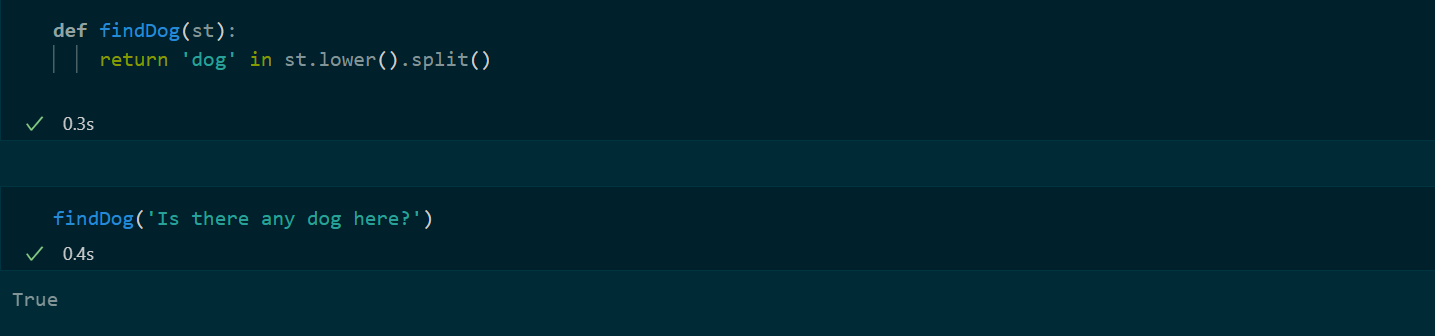 def findDog(st):
    return 'dog' in st.lower().split()
✓ 0.3s
findDog('Is there any dog here?')
✓ 0.4s
True